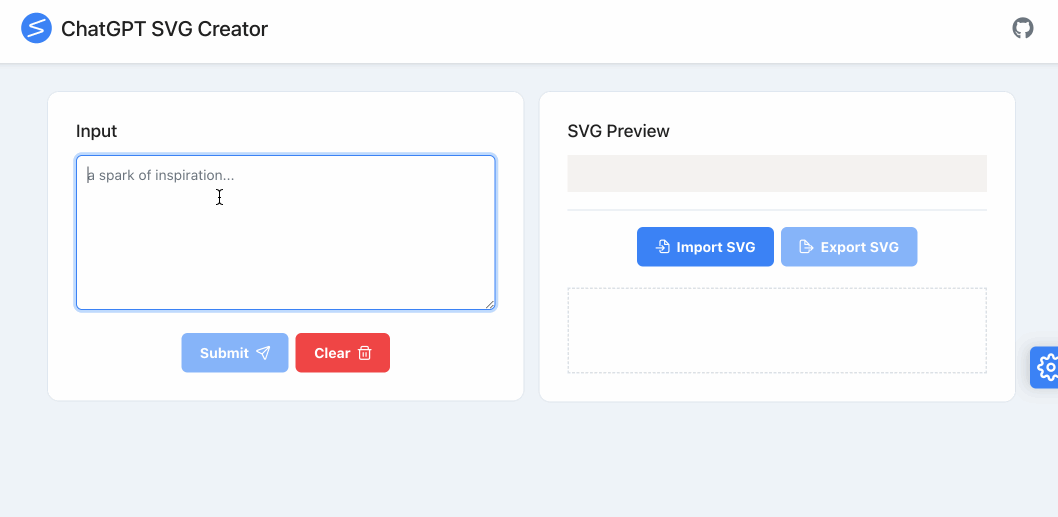 ChatGPT SVG Creator
Input
a spark of inspiration...
Submit
Clear
SVG Preview
Import SVG
Export SVG